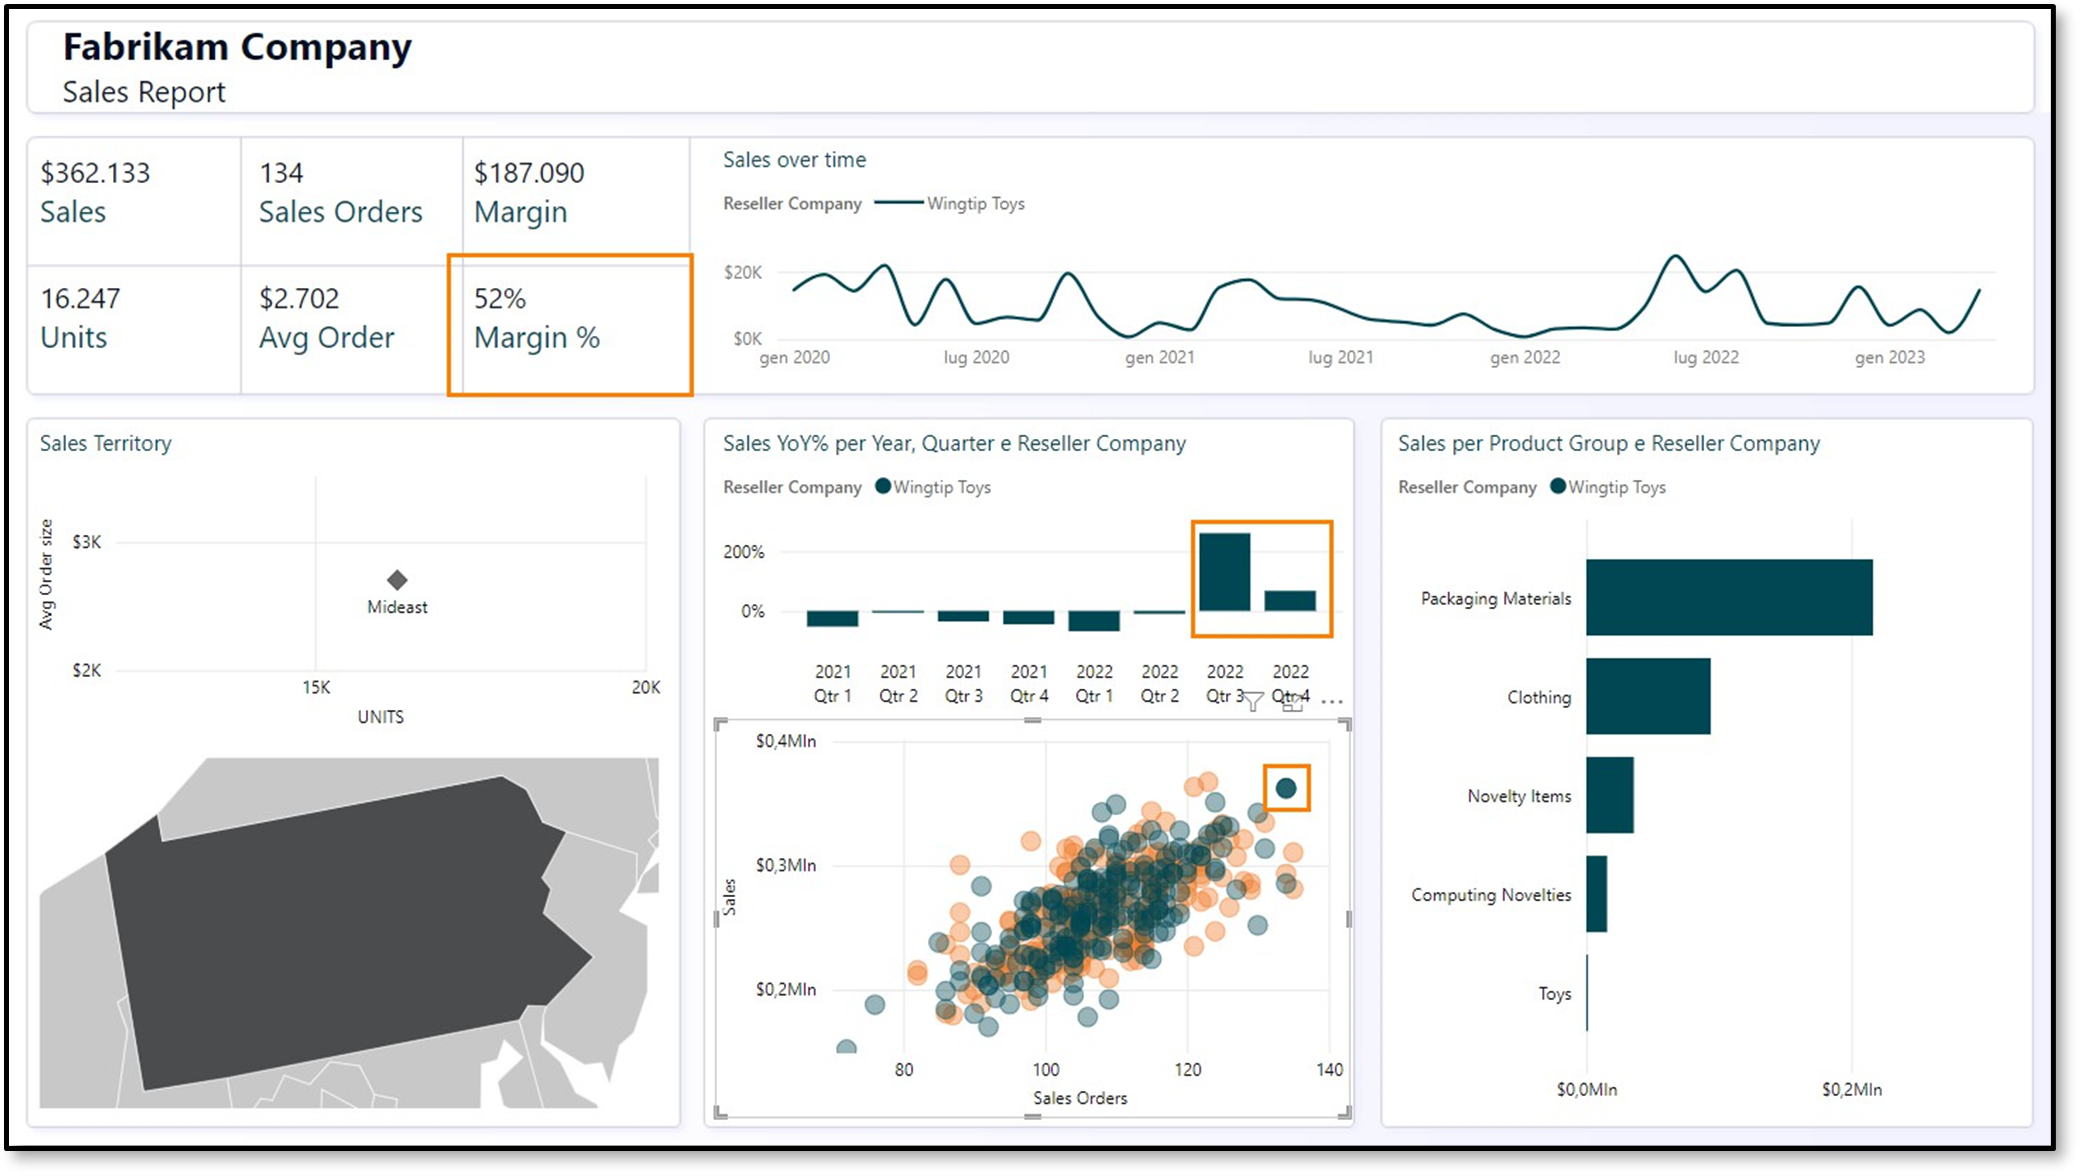 Fabrikam Company
Sales Report
$362.133
Sales
134
Sales Orders
$187.090
Margin
16.247
Units
$2.702
Avg Order
52%
Margin %
Sales over time
Reseller Company Wingtip Toys
$20K
$0K
gen 2020 lug 2020 gen 2021 lug 2021 gen 2022 lug 2022 gen 2023
Sales Territory
Avg Order size
$3K
Mideast
$2K
15K 20K
UNITS
Sales YoY% per Year, Quarter e Reseller Company
Reseller Company Wingtip Toys
200%
0%
2021 2021 2021 2021 2022 2022 2022 2022
Qtr 1 Qtr 2 Qtr 3 Qtr 4 Qtr 1 Qtr 2 Qtr 3 Qtr 4
$0,4Mln
$0,3Mln
Sales
$0,2Mln
80 100 120 140
Sales Orders
Sales per Product Group e Reseller Company
Reseller Company Wingtip Toys
Packaging Materials
Clothing
Novelty Items
Computing Novelties
Toys
$0,0Mln $0,2Mln